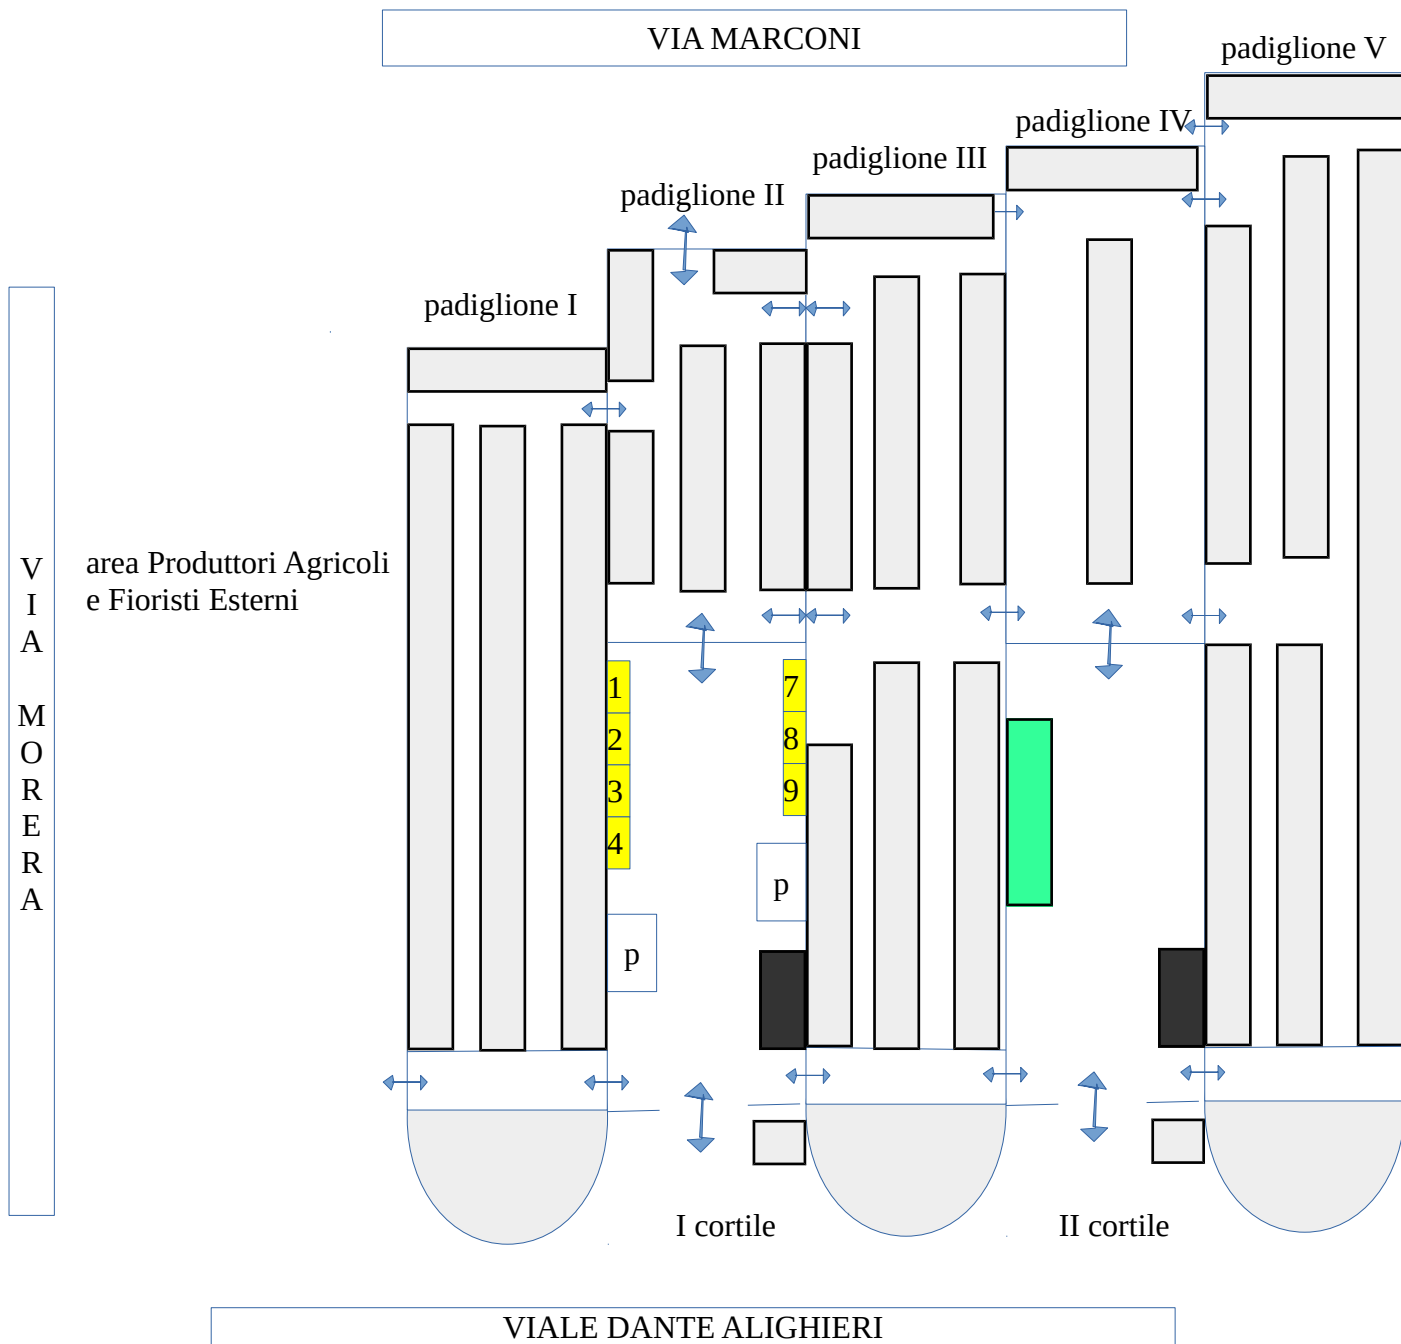 VIA MARCONI
padiglione V
padiglione IV
padiglione III
padiglione II
padiglione I
V
I
A
M
O
R
E
R
A
area Produttori Agricoli
e Fioristi Esterni
1
2
3
4
7
8
9
p
p
I cortile
II cortile
VIALE DANTE ALIGHIERI